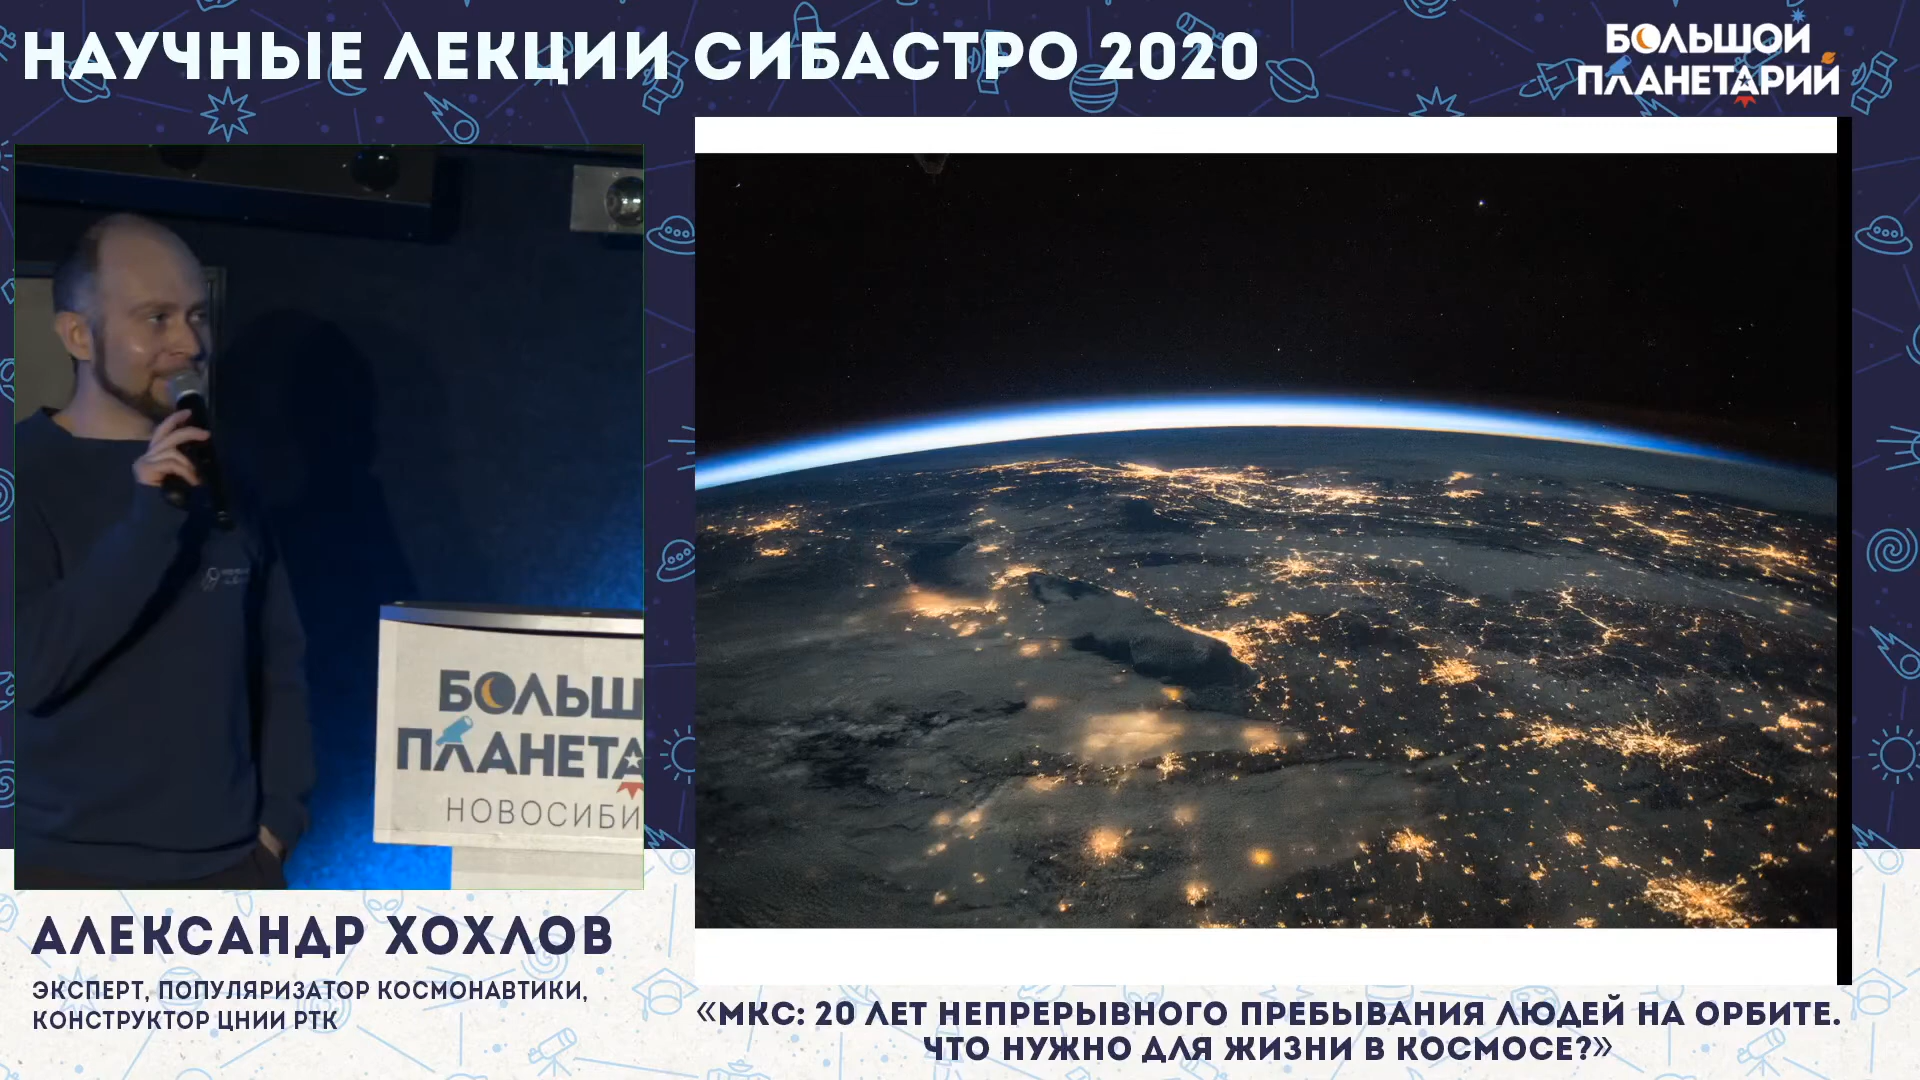 НАУЧНЫЕ ЛЕКЦИИ СИБАСТРО 2020
БОЛЬШОЙ
ПЛАНЕТАРИЙ
БОЛЬШ
ПЛАНЕТА
НОВОСИБИ
АЛЕКСАНДР ХОХЛОВ
ЭКСПЕРТ, ПОПУЛЯРИЗАТОР КОСМОНАВТИКИ,
КОНСТРУКТОР ЦНИИ РТК
«МКС: 20 ЛЕТ НЕПРЕРЫВНОГО ПРЕБЫВАНИЯ ЛЮДЕЙ НА ОРБИТЕ.
ЧТО НУЖНО ДЛЯ ЖИЗНИ В КОСМОСЕ?»